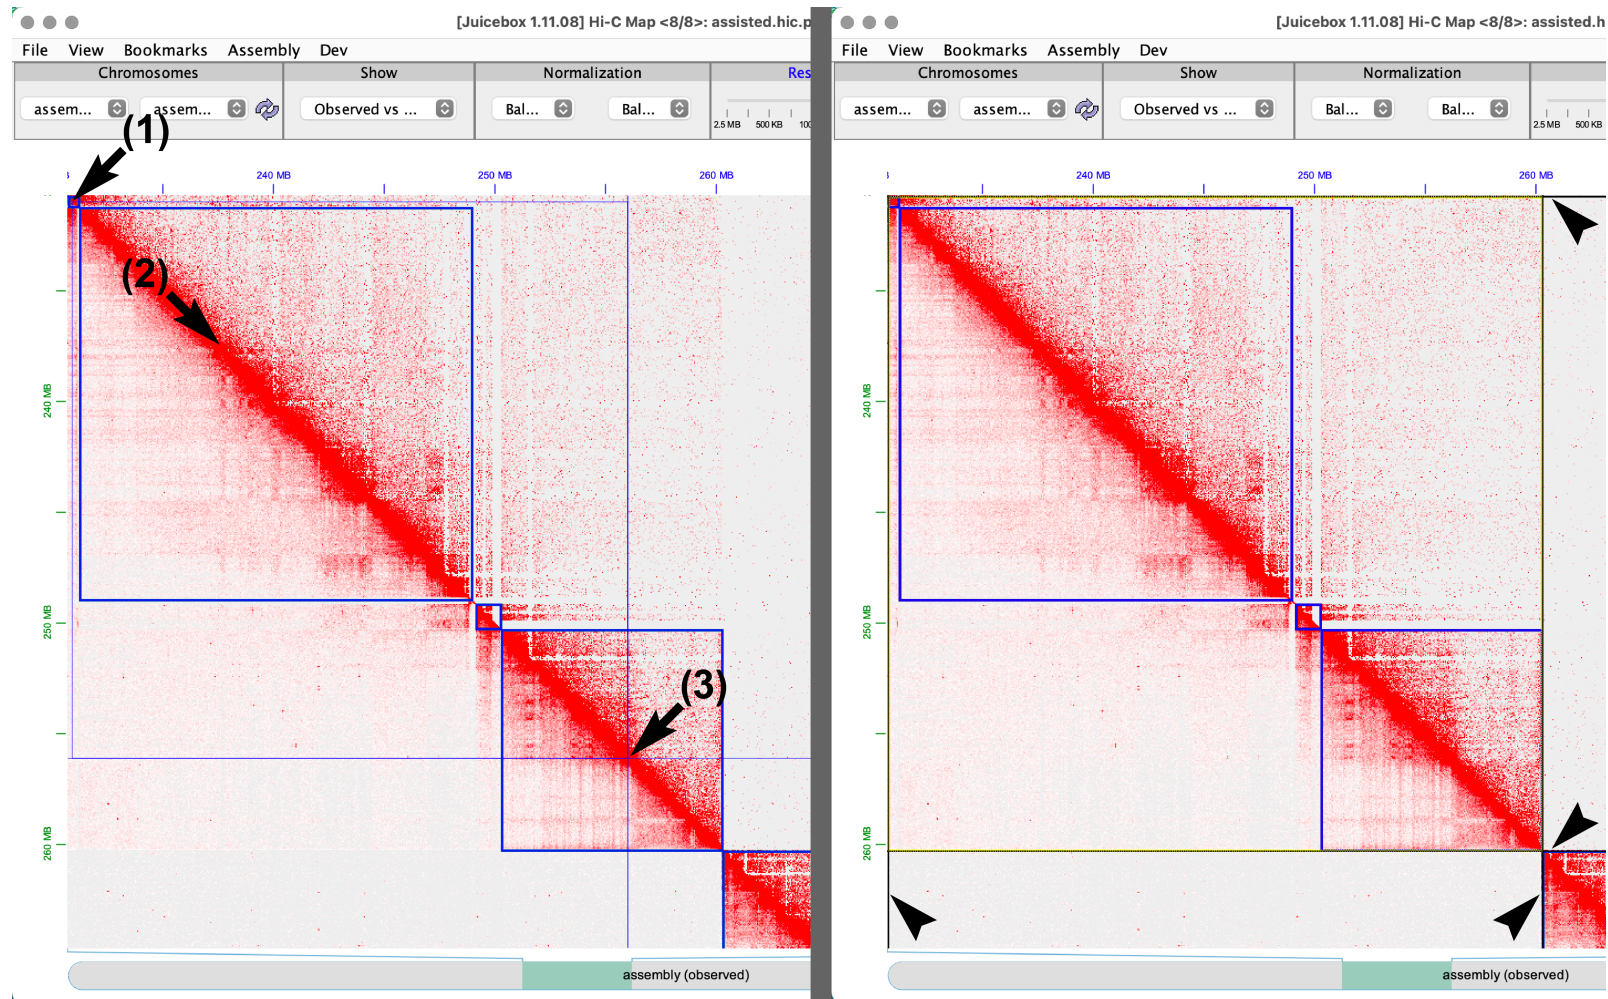 [Juicebox 1.11.08] Hi-C Map <8/8>: assisted.hic.p
File View Bookmarks Assembly Dev
Chromosomes Show Normalization Res
assem... assem... Observed vs ... Bal... Bal...
2.5 MB 500 KB 100
(1)
240 MB 250 MB 260 MB
(2)
240 MB
250 MB
(3)
260 MB
assembly (observed)
[Juicebox 1.11.08] Hi-C Map <8/8>: assisted.h
File View Bookmarks Assembly Dev
Chromosomes Show Normalization
assem... assem... Observed vs ... Bal... Bal...
2.5 MB 500 KB
240 MB 250 MB 260 MB
240 MB
250 MB
260 MB
assembly (observed)